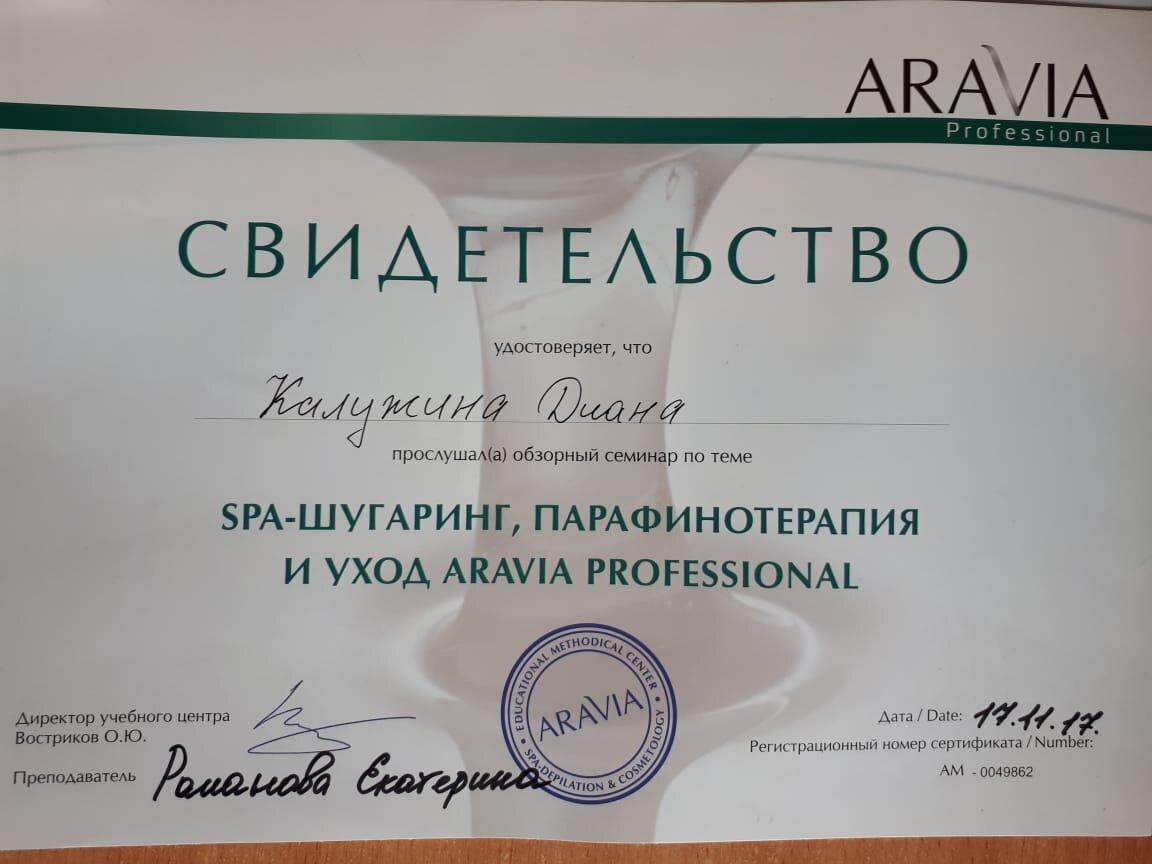 ARAVIA
Professional
СВИДЕТЕЛЬСТВО
удостоверяет, что
Калужина Диана
прослушал(а) обзорный семинар по теме
SPA-ШУГАРИНГ, ПАРАФИНОТЕРАПИЯ
И УХОД ARAVIA PROFESSIONAL
Директор учебного центра
Востриков О.Ю.
Преподаватель Романова Екатерина
EDUCATIONAL METHODICAL CENTER
ARAVIA
SPA-DEPILATION & COSMETOLOGY
Дата / Date: 17.11.17.
Регистрационный номер сертификата / Number:
АМ - 0049862